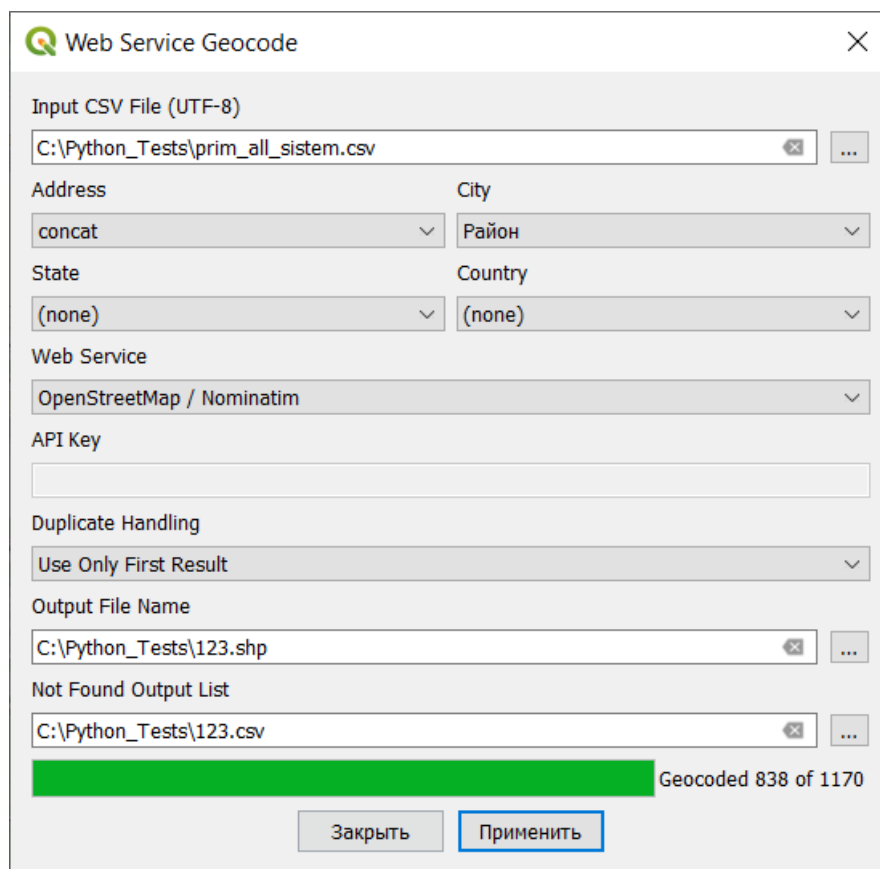 Web Service Geocode
Input CSV File (UTF-8)
C:\Python_Tests\prim_all_sistem.csv
...
Address
City
concat
Район
State
Country
(none)
(none)
Web Service
OpenStreetMap / Nominatim
API Key
Duplicate Handling
Use Only First Result
Output File Name
C:\Python_Tests\123.shp
...
Not Found Output List
C:\Python_Tests\123.csv
...
Geocoded 838 of 1170
Закрыть
Применить